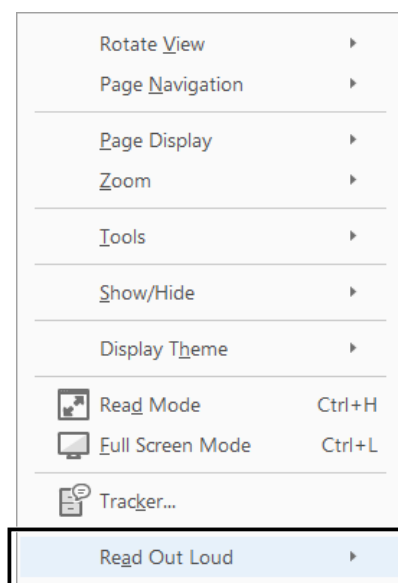 Rotate View
Page Navigation
Page Display
Zoom
Tools
Show/Hide
Display Theme
Read Mode Ctrl+H
Full Screen Mode Ctrl+L
Tracker...
Read Out Loud